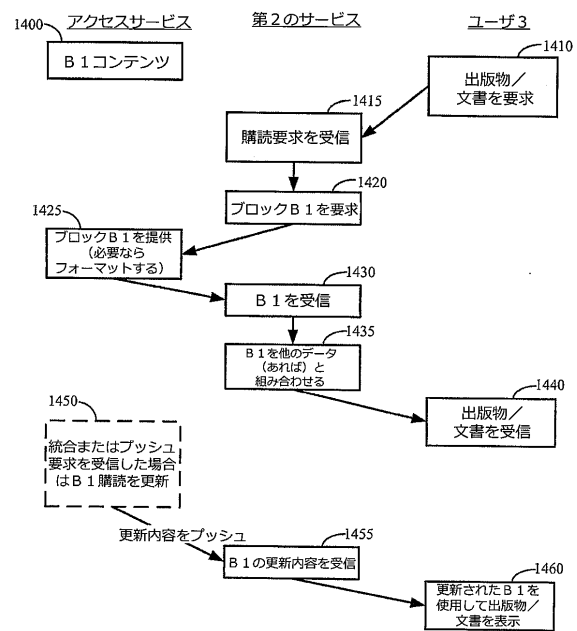 アクセスサービス
第2のサービス
ユーザ3
1400
B1コンテンツ
1410
出版物/
文書を要求
1415
購読要求を受信
1420
ブロックB1を要求
1425
ブロックB1を提供
(必要なら
フォーマットする)
1430
B1を受信
1435
B1を他のデータ
(あれば)と
組み合わせる
1440
出版物/
文書を受信
1450
統合またはプッシュ
要求を受信した場合
はB1購読を更新
更新内容をプッシュ
1455
B1の更新内容を受信
1460
更新されたB1を
使用して出版物/
文書を表示